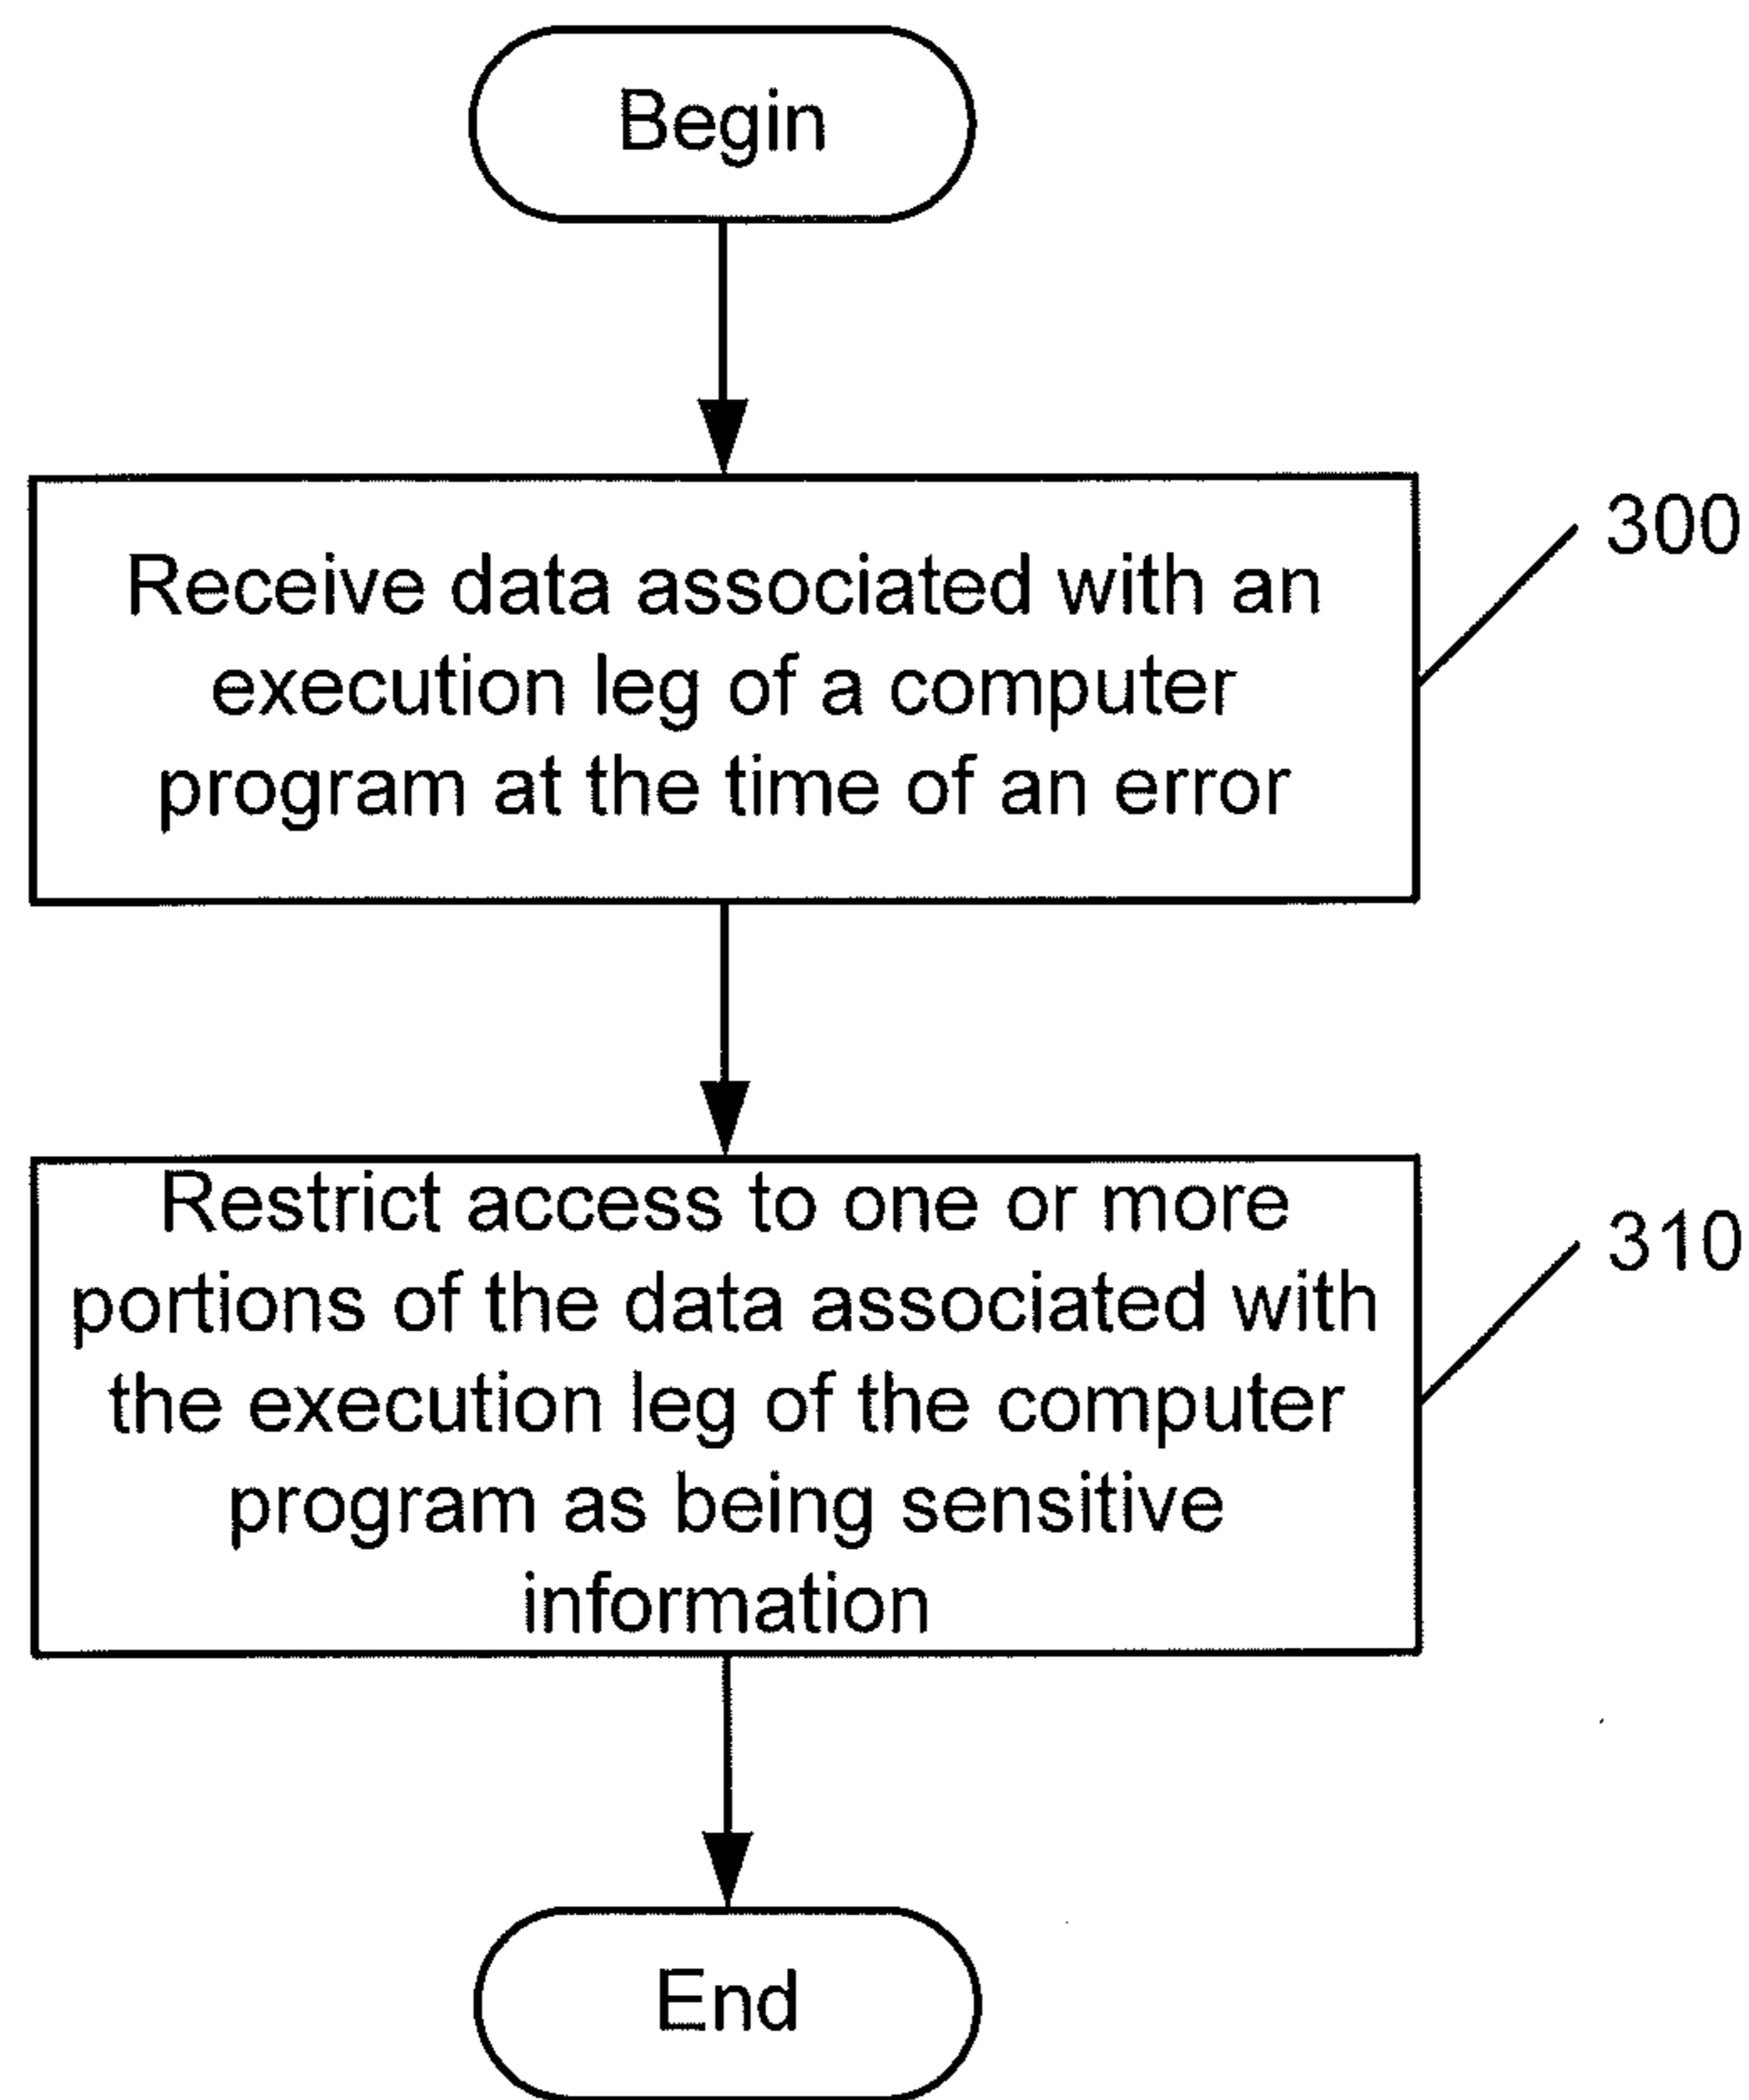 Begin
Receive data associated with an
execution leg of a computer
program at the time of an error
300
Restrict access to one or more
portions of the data associated with
the execution leg of the computer
program as being sensitive
information
310
End